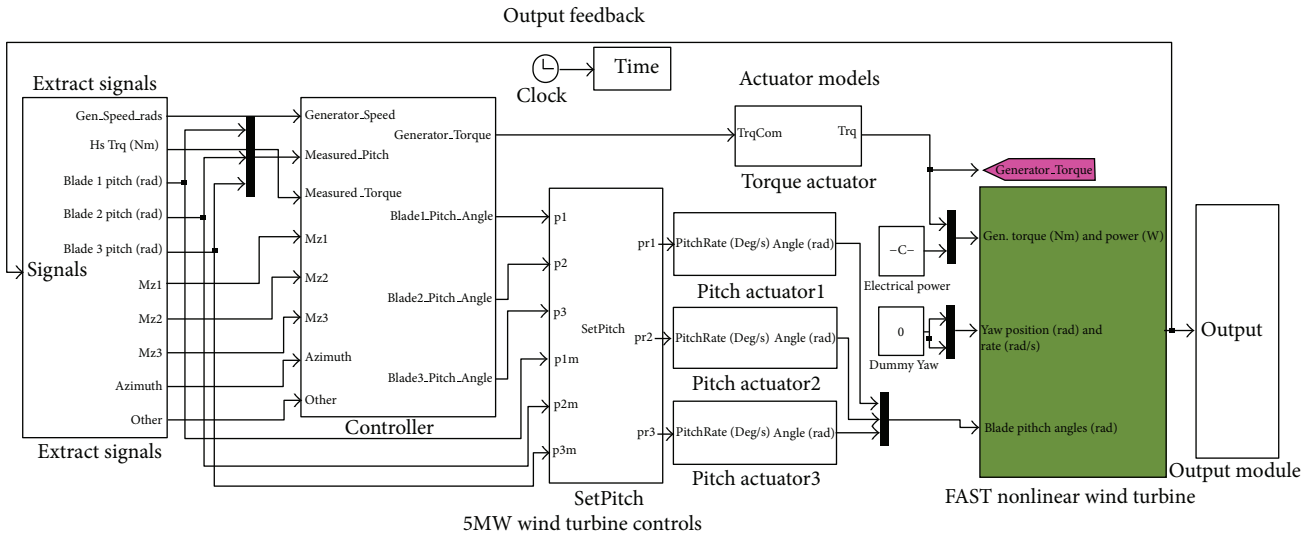 Output feedback
Extract signals
Gen_Speed_rads
Hs Trq (Nm)
Blade 1 pitch (rad)
Blade 2 pitch (rad)
Blade 3 pitch (rad)
Signals
Mz1
Mz2
Mz3
Azimuth
Other
Extract signals
Generator_Speed
Measured_Pitch
Measured_Torque
Mz1
Mz2
Mz3
Azimuth
Other
Generator_Torque
Blade1_Pitch_Angle
Blade2_Pitch_Angle
Blade3_Pitch_Angle
Controller
Clock
Time
Actuator models
TrqCom
Trq
Torque actuator
p1
p2
p3
p1m
p2m
p3m
SetPitch
pr1
pr2
pr3
SetPitch
5MW wind turbine controls
PitchRate (Deg/s) Angle (rad)
Pitch actuator1
PitchRate (Deg/s) Angle (rad)
Pitch actuator2
PitchRate (Deg/s) Angle (rad)
Pitch actuator3
Generator_Torque
−C−
Electrical power
0
Dummy Yaw
Gen. torque (Nm) and power (W)
Yaw position (rad) and
rate (rad/s)
Blade pithch angles (rad)
FAST nonlinear wind turbine
Output
Output module